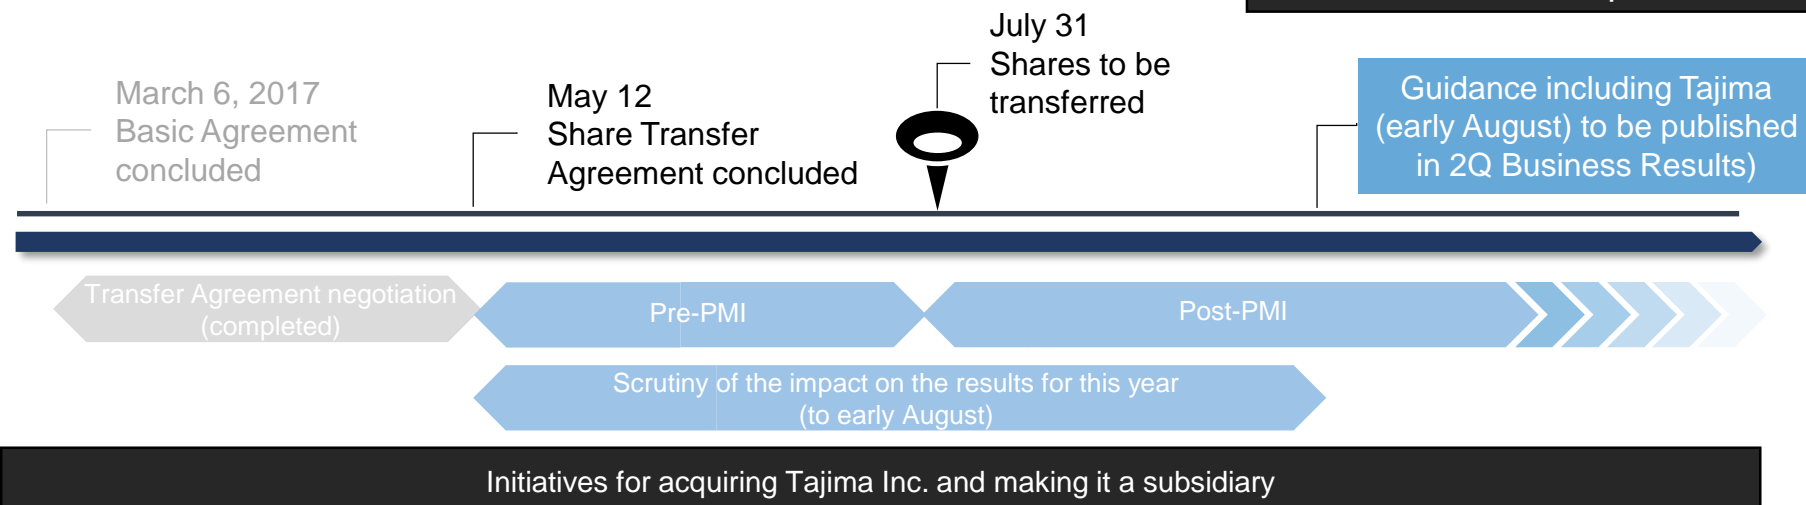 March 6, 2017
Basic Agreement
concluded
May 12
Share Transfer
Agreement concluded
July 31
Shares to be
transferred
Guidance including Tajima
(early August) to be published
in 2Q Business Results)
Transfer Agreement negotiation
(completed)
Pre-PMI
Post-PMI
Scrutiny of the impact on the results for this year
(to early August)
Initiatives for acquiring Tajima Inc. and making it a subsidiary